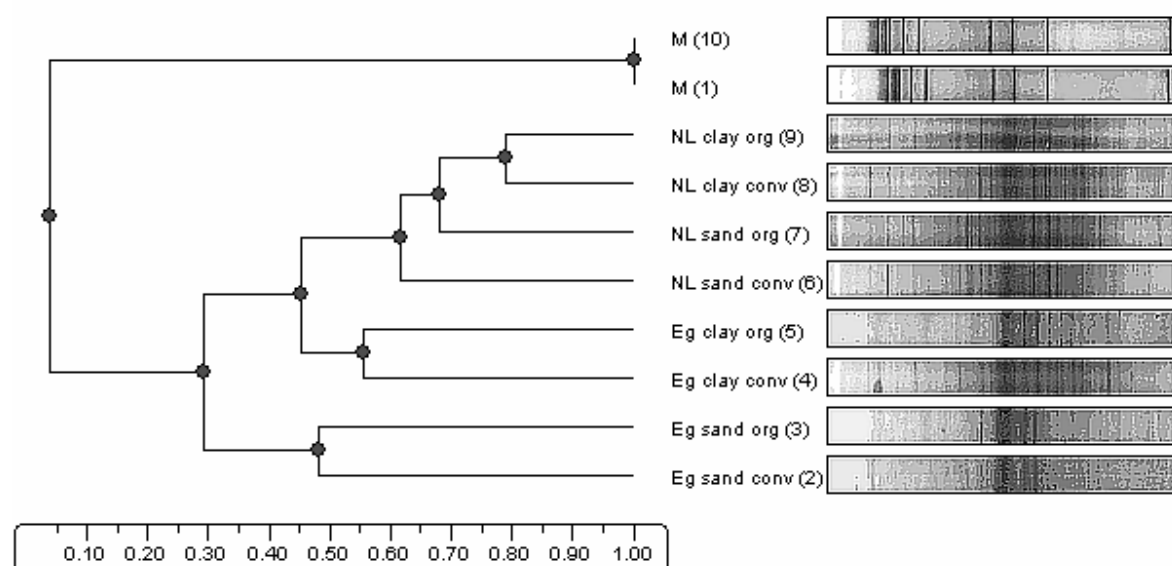 M (10)
M (1)
NL clay org (9)
NL clay conv (8)
NL sand org (7)
NL sand conv (6)
Eg clay org (5)
Eg clay conv (4)
Eg sand org (3)
Eg sand conv (2)
0.10 0.20 0.30 0.40 0.50 0.60 0.70 0.80 0.90 1.00